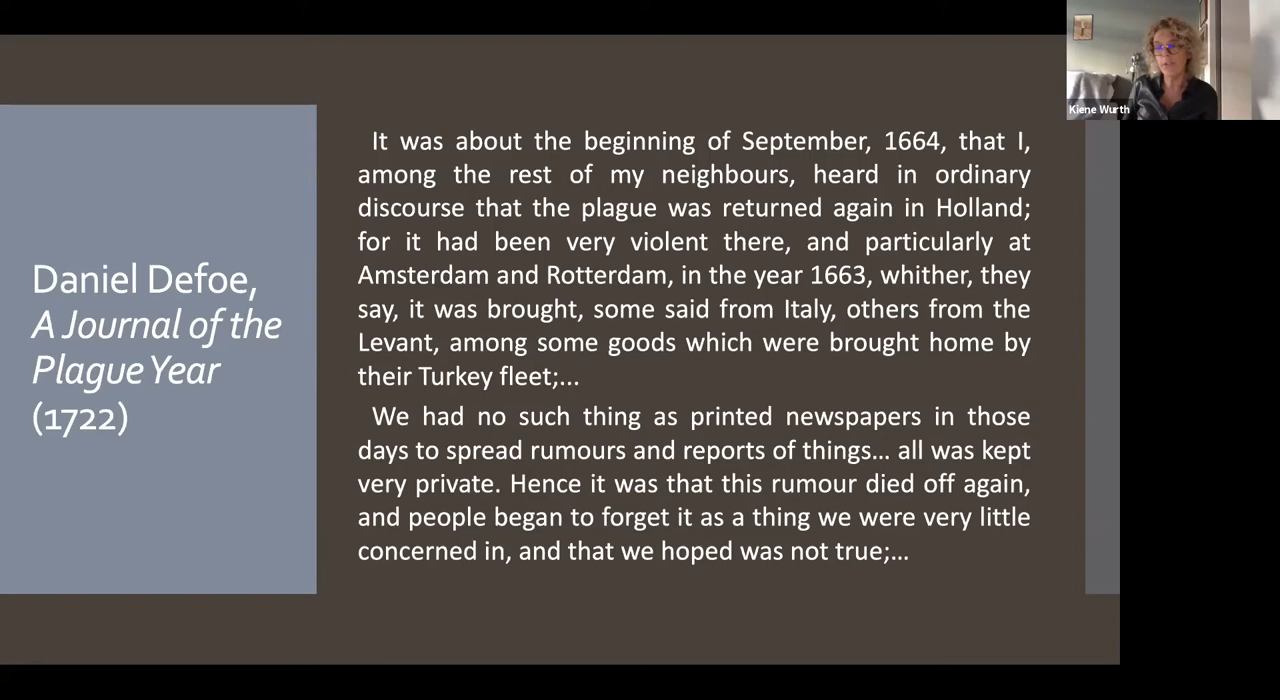 Kiene Wurth
Daniel Defoe,
A Journal of the
Plague Year
(1722)
It was about the beginning of September, 1664, that I,
among the rest of my neighbours, heard in ordinary
discourse that the plague was returned again in Holland;
for it had been very violent there, and particularly at
Amsterdam and Rotterdam, in the year 1663, whither, they
say, it was brought, some said from Italy, others from the
Levant, among some goods which were brought home by
their Turkey fleet;...
We had no such thing as printed newspapers in those
days to spread rumours and reports of things... all was kept
very private. Hence it was that this rumour died off again,
and people began to forget it as a thing we were very little
concerned in, and that we hoped was not true;...